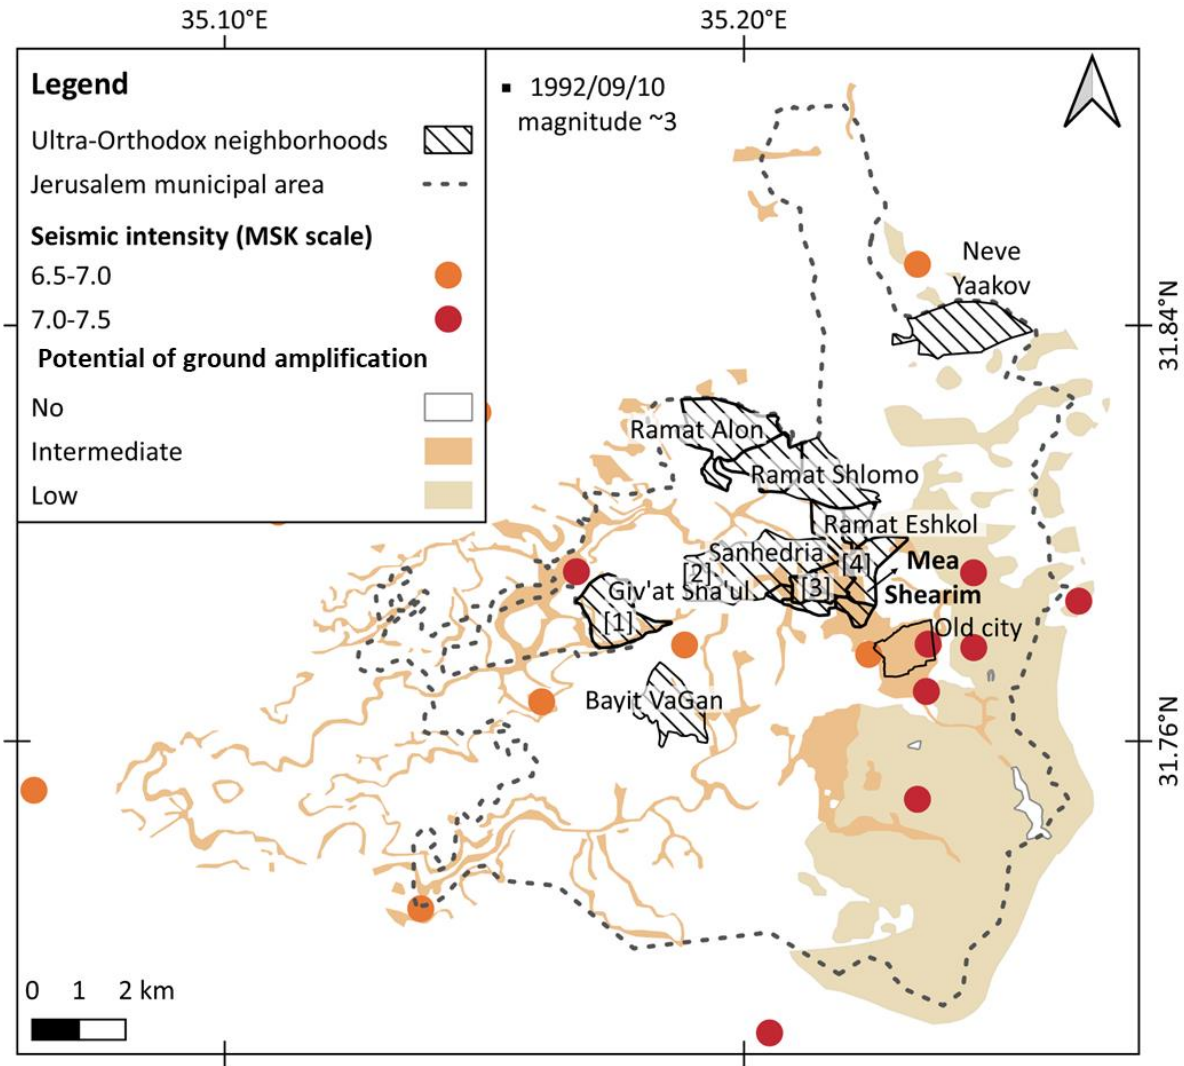 35.10°E
35.20°E
Legend
Ultra-Orthodox neighborhoods
Jerusalem municipal area
Seismic intensity (MSK scale)
6.5-7.0
7.0-7.5
Potential of ground amplification
No
Intermediate
Low
1992/09/10
magnitude ~3
Neve
Yaakov
31.84°N
Ramat Alon
Ramat Shlomo
Ramat Eshkol
Sanhedria
[4]
Mea
Shearim
[2]
[3]
Giv'at Sha'ul
[1]
Old city
Bayit VaGan
31.76°N
0 1 2 km